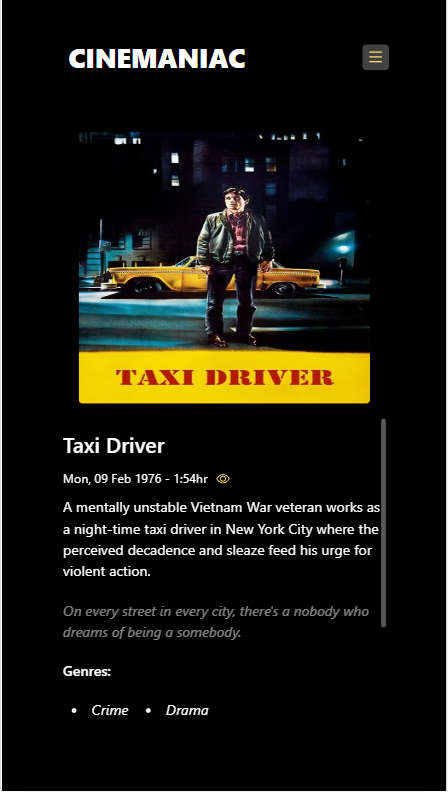 CINEMANIAC
TAXI DRIVER
Taxi Driver
Mon, 09 Feb 1976 - 1:54hr
A mentally unstable Vietnam War veteran works as
a night-time taxi driver in New York City where the
perceived decadence and sleaze feed his urge for
violent action.
On every street in every city, there's a nobody who
dreams of being a somebody.
Genres:
• Crime • Drama